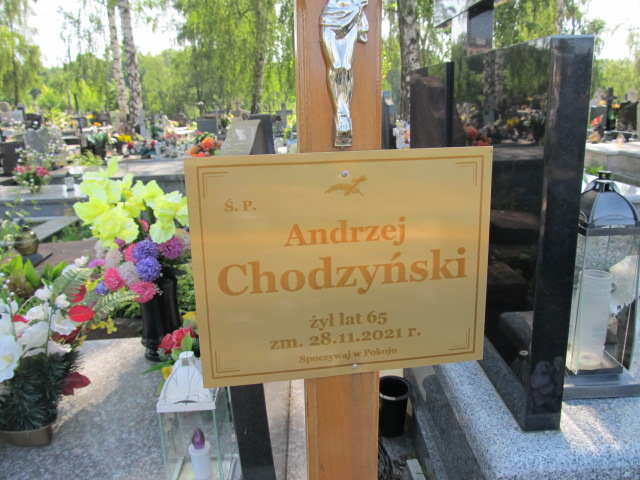 Ś. P.
Andrzej
Chodzyński
żył lat 65
zm. 28.11.2021 r.
Spoczywaj w Pokoju